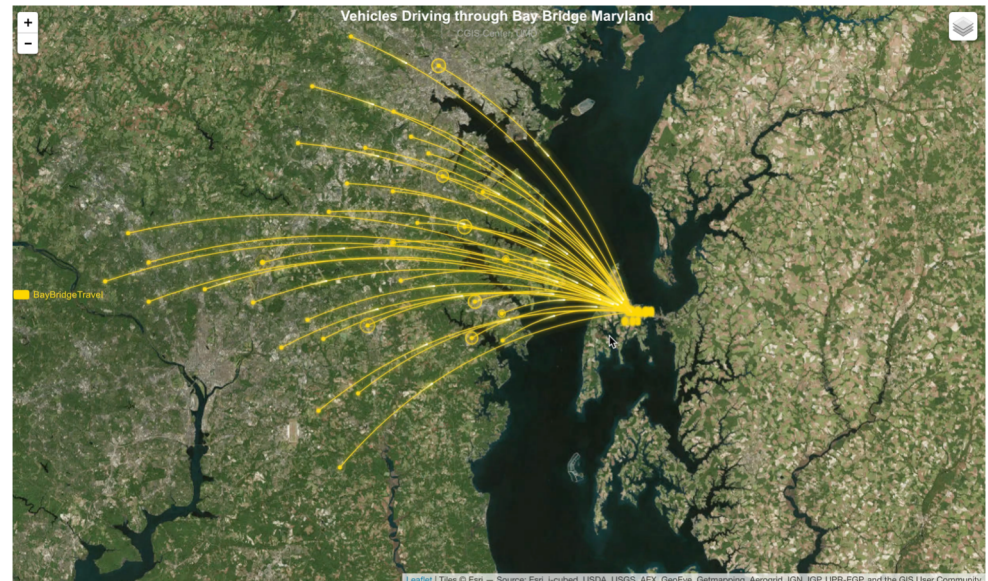 +
Vehicles Driving through Bay Bridge Maryland
CGIS Center
−
BayBridgeTravel
Leaflet | Tiles © Esri — Source: Esri, i-cubed, USDA, USGS, AEX, GeoEye, Getmapping, Aerogrid, IGN, IGP, UPR-EGP, and the GIS User Community